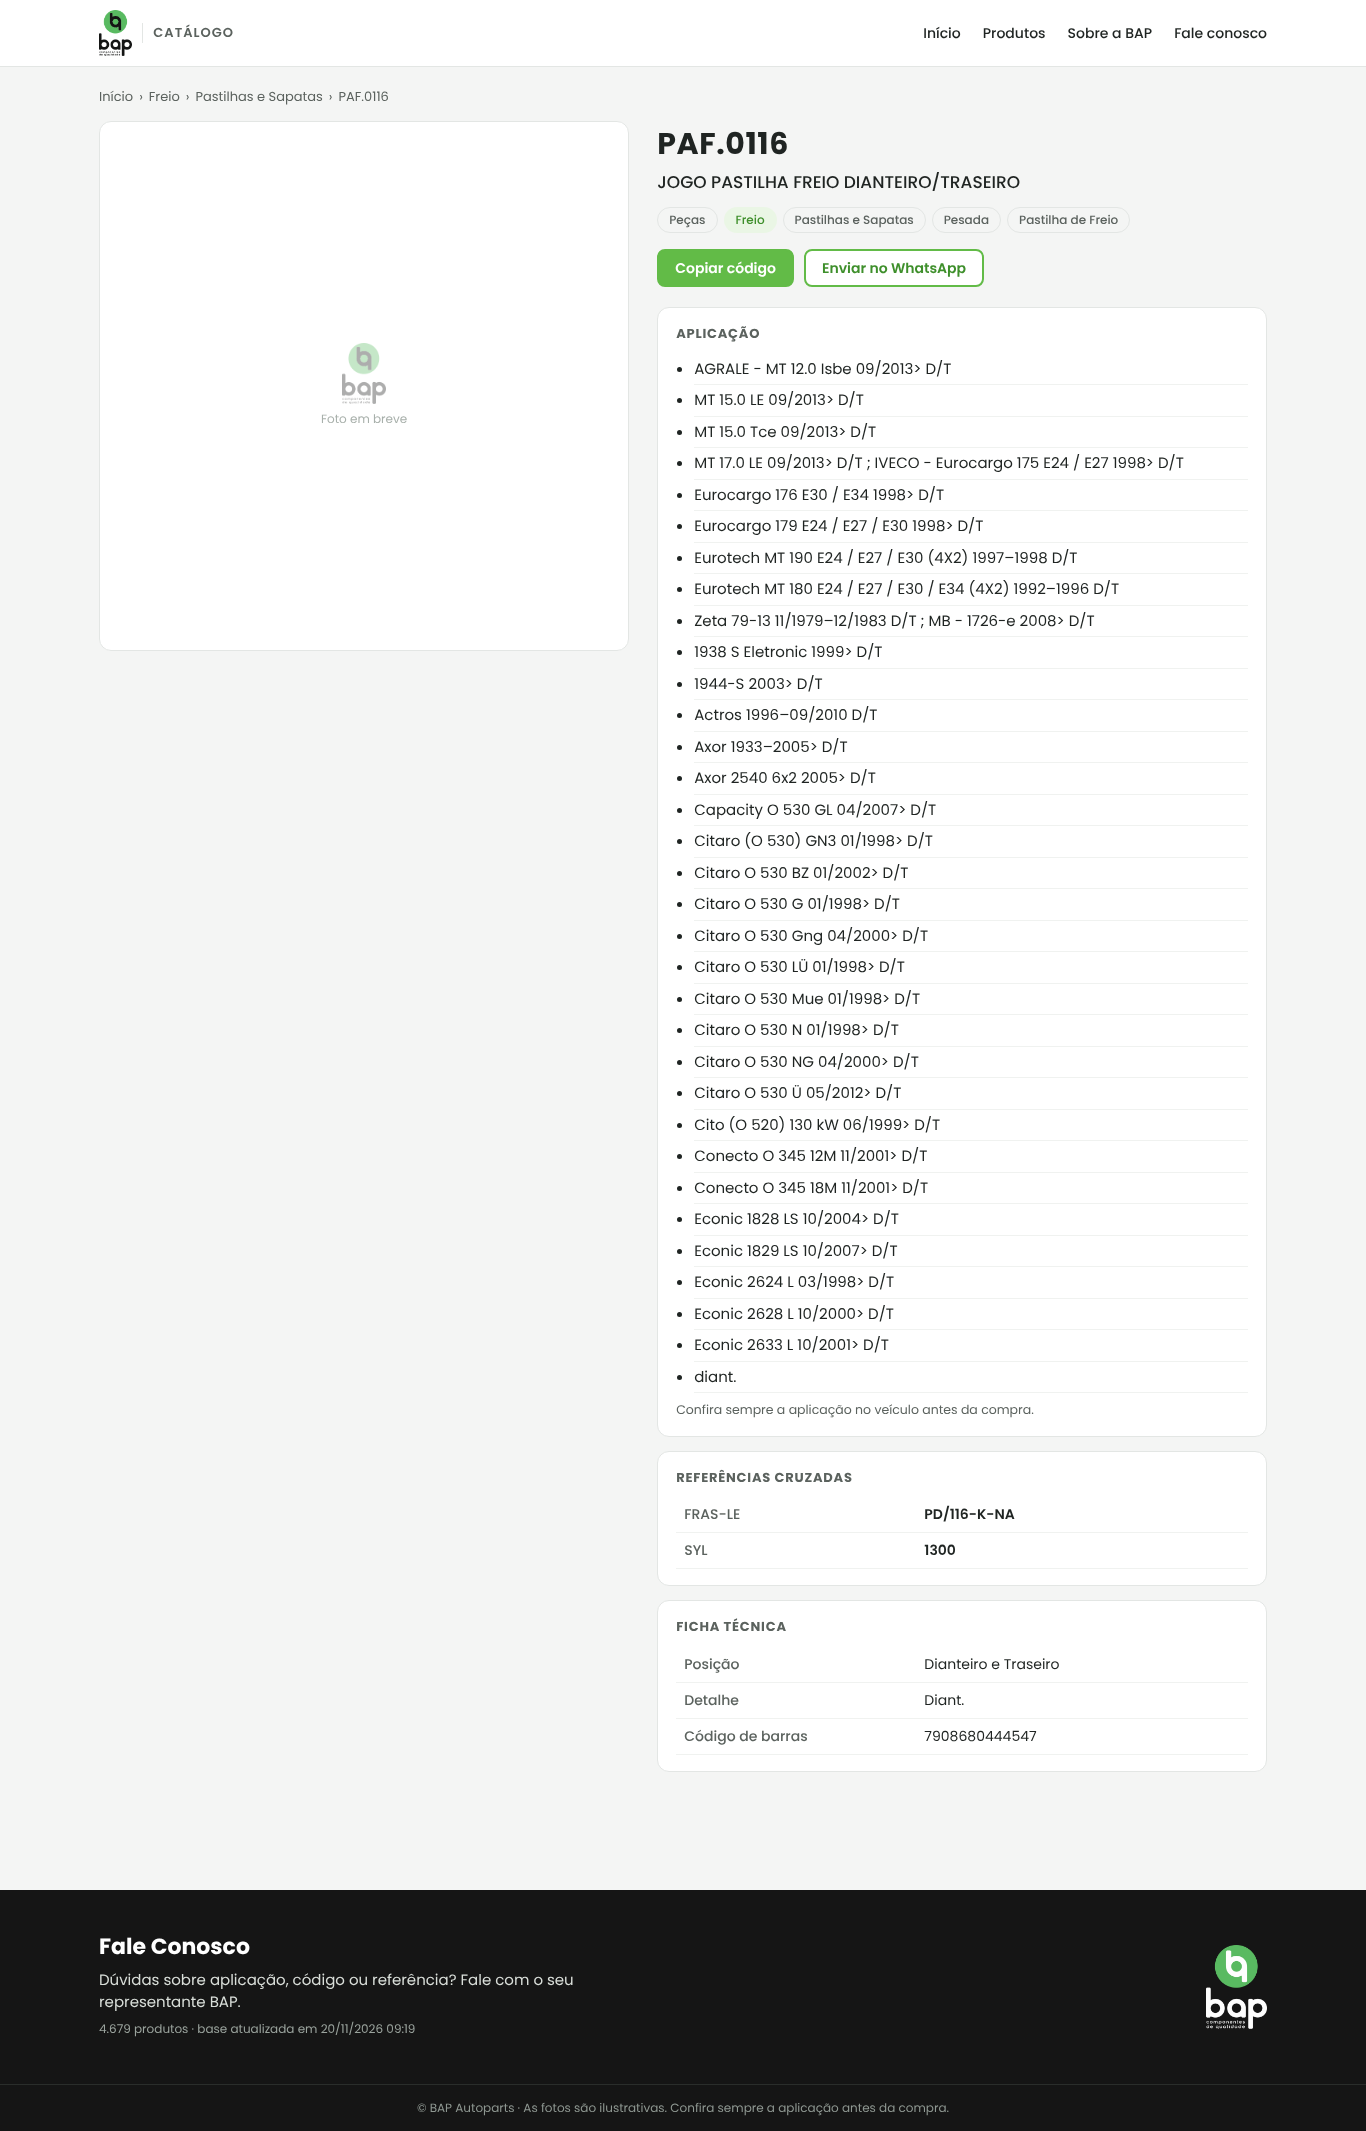 bap
CATÁLOGO
Início Produtos Sobre a BAP Fale conosco
Início › Freio › Pastilhas e Sapatas › PAF.0116
bap
Foto em breve
PAF.0116
JOGO PASTILHA FREIO DIANTEIRO/TRASEIRO
Peças Freio Pastilhas e Sapatas Pesada Pastilha de Freio
Copiar código Enviar no WhatsApp
APLICAÇÃO
• AGRALE - MT 12.0 Isbe 09/2013> D/T
• MT 15.0 LE 09/2013> D/T
• MT 15.0 Tce 09/2013> D/T
• MT 17.0 LE 09/2013> D/T ; IVECO - Eurocargo 175 E24 / E27 1998> D/T
• Eurocargo 176 E30 / E34 1998> D/T
• Eurocargo 179 E24 / E27 / E30 1998> D/T
• Eurotech MT 190 E24 / E27 / E30 (4X2) 1997–1998 D/T
• Eurotech MT 180 E24 / E27 / E30 / E34 (4X2) 1992–1996 D/T
• Zeta 79-13 11/1979–12/1983 D/T ; MB - 1726-e 2008> D/T
• 1938 S Eletronic 1999> D/T
• 1944-S 2003> D/T
• Actros 1996–09/2010 D/T
• Axor 1933–2005> D/T
• Axor 2540 6x2 2005> D/T
• Capacity O 530 GL 04/2007> D/T
• Citaro (O 530) GN3 01/1998> D/T
• Citaro O 530 BZ 01/2002> D/T
• Citaro O 530 G 01/1998> D/T
• Citaro O 530 Gng 04/2000> D/T
• Citaro O 530 LÜ 01/1998> D/T
• Citaro O 530 Mue 01/1998> D/T
• Citaro O 530 N 01/1998> D/T
• Citaro O 530 NG 04/2000> D/T
• Citaro O 530 Ü 05/2012> D/T
• Cito (O 520) 130 kW 06/1999> D/T
• Conecto O 345 12M 11/2001> D/T
• Conecto O 345 18M 11/2001> D/T
• Econic 1828 LS 10/2004> D/T
• Econic 1829 LS 10/2007> D/T
• Econic 2624 L 03/1998> D/T
• Econic 2628 L 10/2000> D/T
• Econic 2633 L 10/2001> D/T
• diant.
Confira sempre a aplicação no veículo antes da compra.
REFERÊNCIAS CRUZADAS
FRAS-LE PD/116-K-NA
SYL 1300
FICHA TÉCNICA
Posição Dianteiro e Traseiro
Detalhe Diant.
Código de barras 7908680444547
Fale Conosco
Dúvidas sobre aplicação, código ou referência? Fale com o seu
representante BAP.
4.679 produtos · base atualizada em 20/11/2026 09:19
bap
componentes
de qualidade
© BAP Autoparts · As fotos são ilustrativas. Confira sempre a aplicação antes da compra.